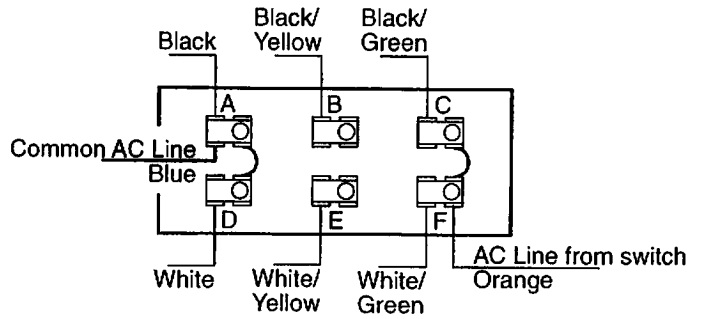 Black
Black/
Yellow
Black/
Green
A
B
C
Common AC Line
Blue
D
E
F
White
White/
Yellow
White/
Green
AC Line from switch
Orange